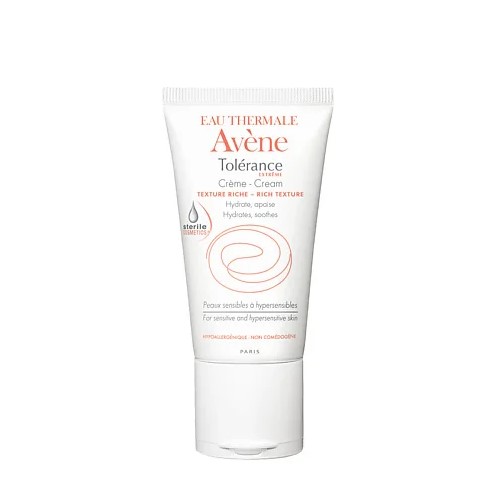 EAU THERMALE
Avène
Tolérance
EXTRÊME
Crème - Cream
TEXTURE RICHE - RICH TEXTURE
Hydrate, apaise
Hydrates, soothes
sterile
COSMETICS
Peaux sensibles à hypersensibles
For sensitive and hypersensitive skin
HYPOALLERGÉNIQUE / NON COMÉDOGÈNE
PARIS